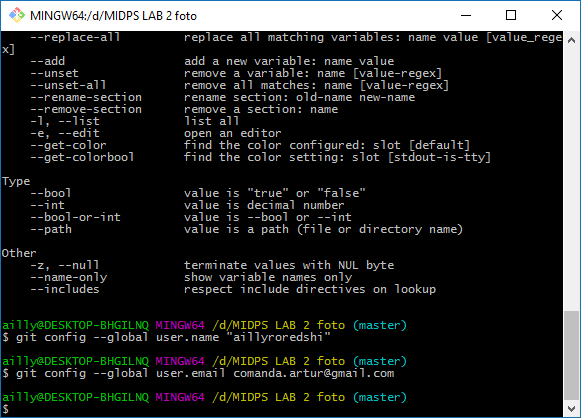 MINGW64:/d/MIDPS LAB 2 foto
--replace-all replace all matching variables: name value [value_rege
x]
--add add a new variable: name value
--unset remove a variable: name [value-regex]
--unset-all remove all matches: name [value-regex]
--rename-section rename section: old-name new-name
--remove-section remove a section: name
-l, --list list all
-e, --edit open an editor
--get-color find the color configured: slot [default]
--get-colorbool find the color setting: slot [stdout-is-tty]
Type
--bool value is "true" or "false"
--int value is decimal number
--bool-or-int value is --bool or --int
--path value is a path (file or directory name)
Other
-z, --null terminate values with NUL byte
--name-only show variable names only
--includes respect include directives on lookup
ailly@DESKTOP-BHGILNQ MINGW64 /d/MIDPS LAB 2 foto (master)
$ git config --global user.name "aillyroredshi"
ailly@DESKTOP-BHGILNQ MINGW64 /d/MIDPS LAB 2 foto (master)
$ git config --global user.email comanda.artur@gmail.com
ailly@DESKTOP-BHGILNQ MINGW64 /d/MIDPS LAB 2 foto (master)
$